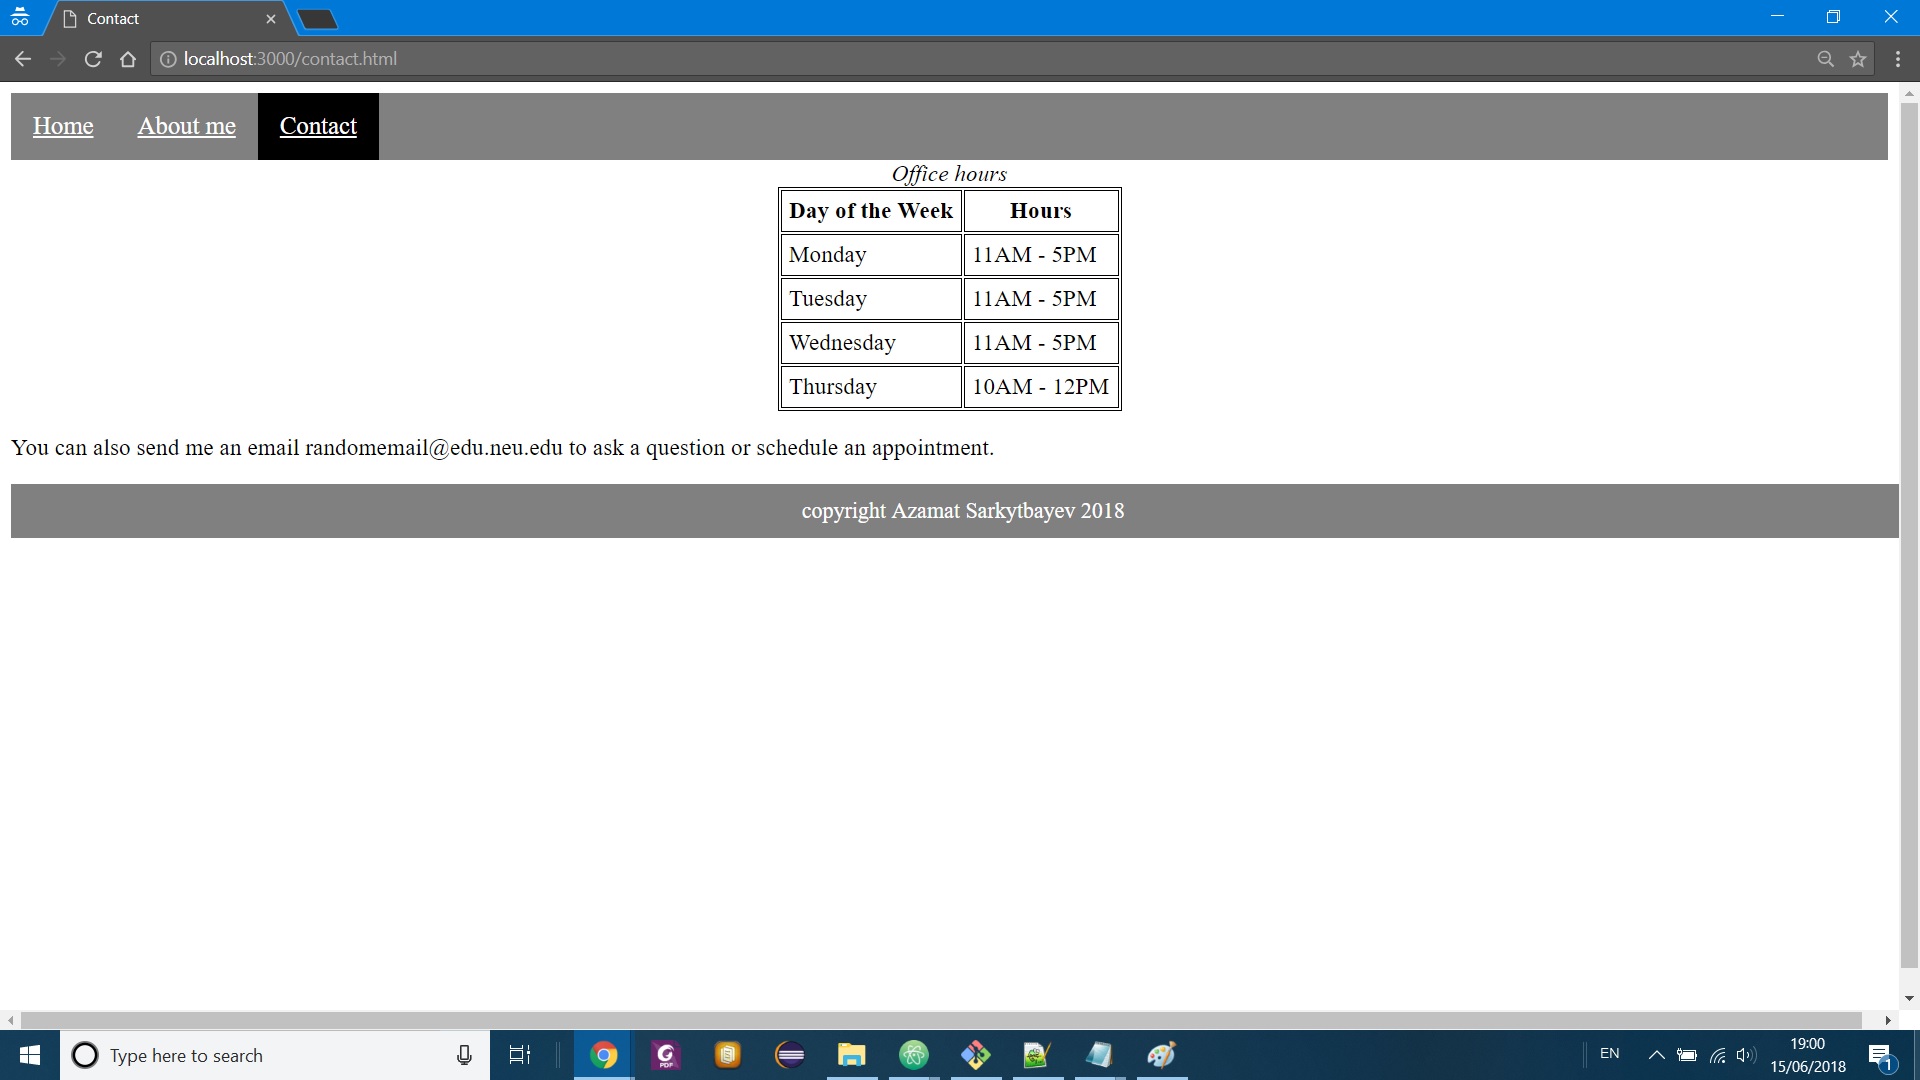 Contact
localhost:3000/contact.html
Home About me Contact
Office hours
Day of the Week Hours
Monday 11AM - 5PM
Tuesday 11AM - 5PM
Wednesday 11AM - 5PM
Thursday 10AM - 12PM
You can also send me an email randomemail@edu.neu.edu to ask a question or schedule an appointment.
copyright Azamat Sarkytbayev 2018
Type here to search
PDF
EN
19:00
15/06/2018
1